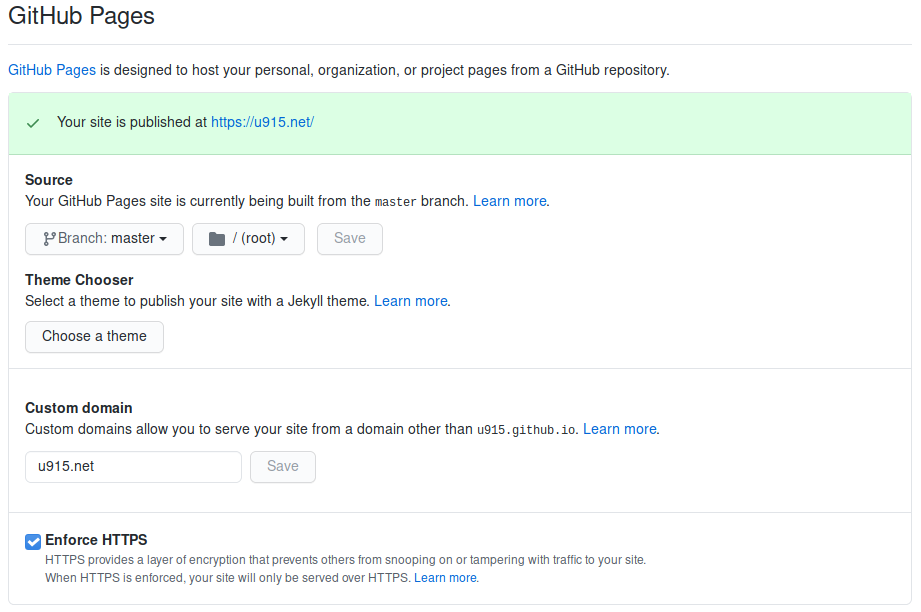 GitHub Pages
GitHub Pages is designed to host your personal, organization, or project pages from a GitHub repository.
Your site is published at https://u915.net/
Source
Your GitHub Pages site is currently being built from the master branch. Learn more.
Branch: master / (root) Save
Theme Chooser
Select a theme to publish your site with a Jekyll theme. Learn more.
Choose a theme
Custom domain
Custom domains allow you to serve your site from a domain other than u915.github.io. Learn more.
u915.net Save
Enforce HTTPS
HTTPS provides a layer of encryption that prevents others from snooping on or tampering with traffic to your site.
When HTTPS is enforced, your site will only be served over HTTPS. Learn more.